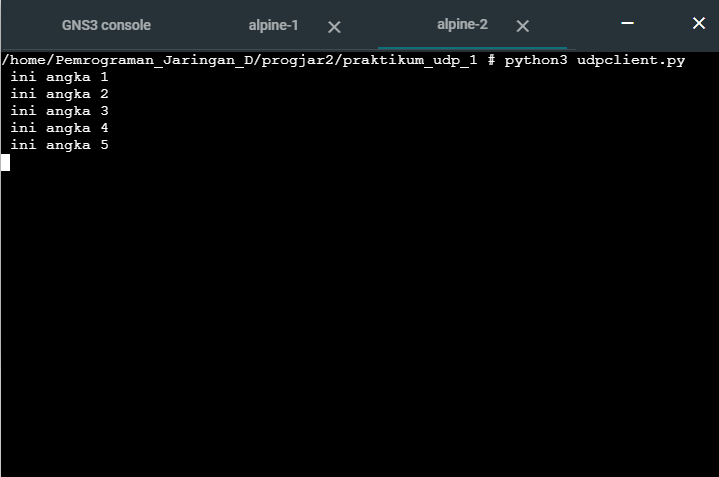 GNS3 console alpine-1 alpine-2
/home/Pemrograman_Jaringan_D/progjar2/praktikum_udp_1 # python3 udpclient.py
ini angka 1
ini angka 2
ini angka 3
ini angka 4
ini angka 5